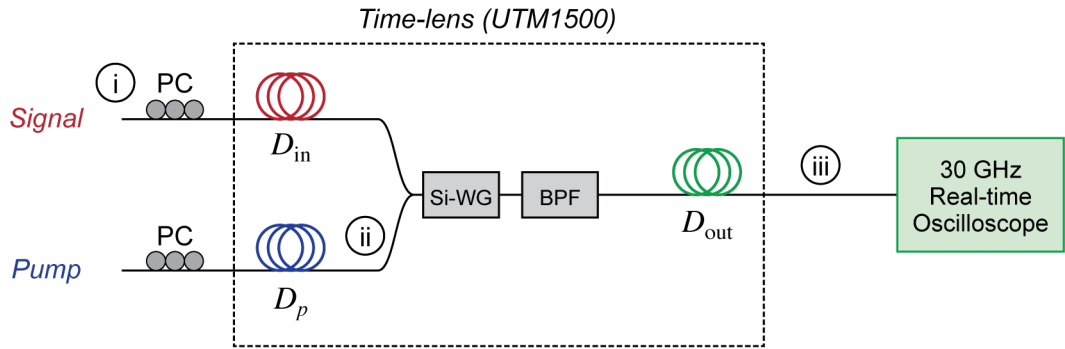 Time-lens (UTM1500)
i
PC
Signal
D_in
Si-WG
BPF
D_out
iii
30 GHz
Real-time
Oscilloscope
ii
PC
Pump
D_p